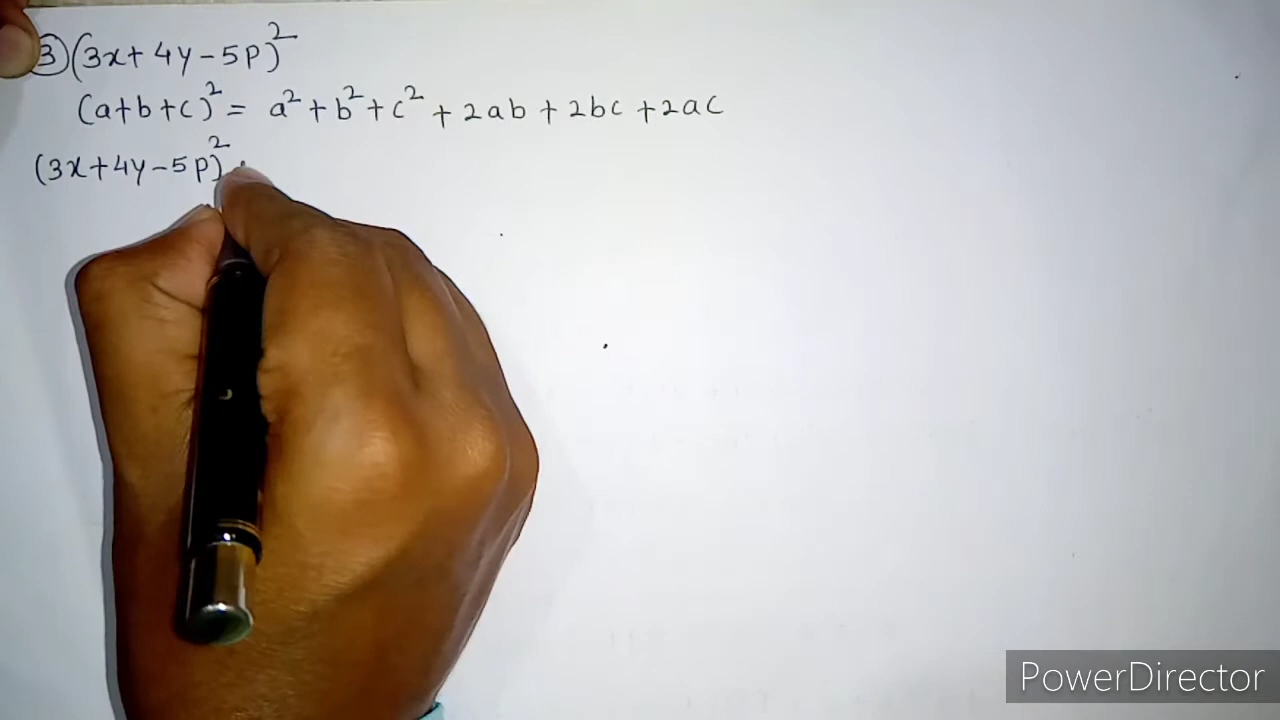 ③ (3x + 4y - 5p)²
(a+b+c)² = a² + b² + c² + 2ab + 2bc + 2ac
(3x + 4y - 5p)²
PowerDirector